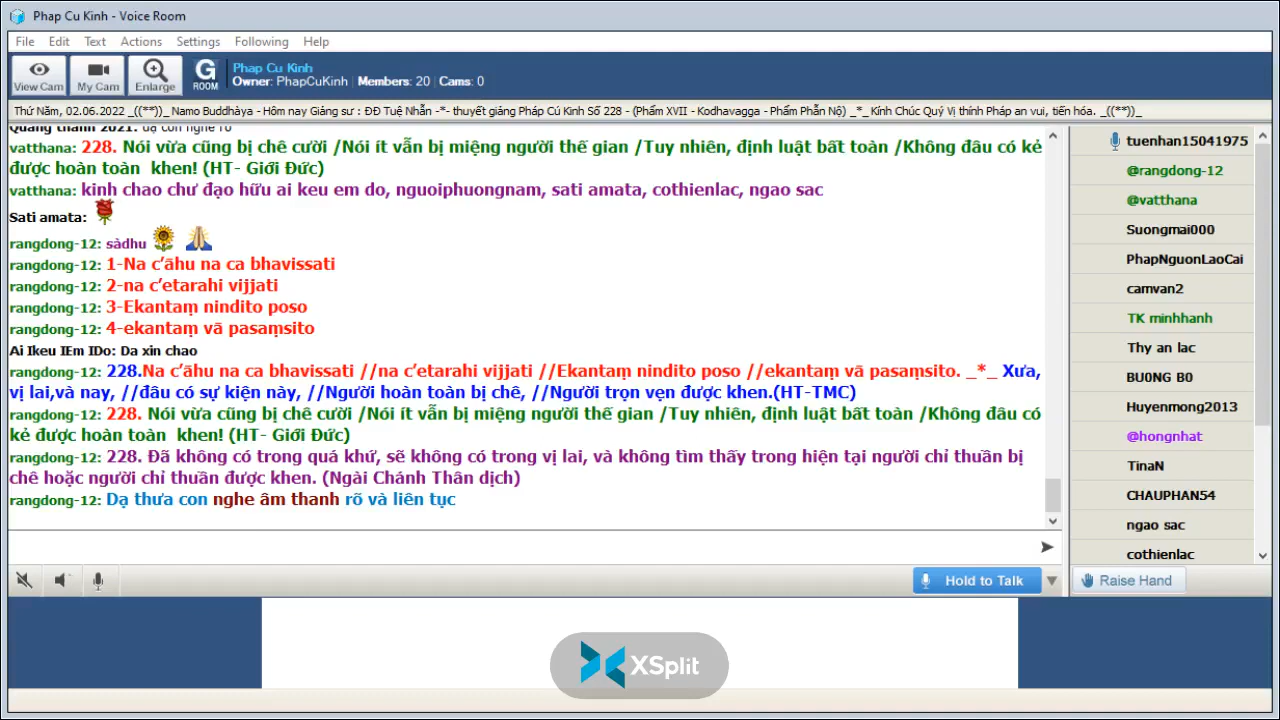 Phap Cu Kinh - Voice Room
File Edit Text Actions Settings Following Help
View Cam My Cam Enlarge G ROOM
Phap Cu Kinh
Owner: PhapCuKinh | Members: 20 | Cams: 0
Thứ Năm, 02.06.2022 _((**))_ Namo Buddhàya - Hôm nay Giảng sư : ĐĐ Tuệ Nhẫn -*- thuyết giảng Pháp Cú Kinh Số 228 - (Phẩm XVII - Kodhavagga - Phẩm Phẫn Nộ) _*_ Kính Chúc Quý Vị thính Pháp an vui, tiến hóa. _((**))_
Quang thanh 2021: dạ con nghe ro
vatthana: 228. Nói vừa cũng bị chê cười /Nói ít vẫn bị miệng người thế gian /Tuy nhiên, định luật bất toàn /Không đâu có kẻ
được hoàn toàn khen! (HT- Giới Đức)
vatthana: kinh chao chư đạo hữu ai keu em do, nguoiphuongnam, sati amata, cothienlac, ngao sac
Sati amata:
rangdong-12: sàdhu
rangdong-12: 1-Na c’āhu na ca bhavissati
rangdong-12: 2-na c’etarahi vijjati
rangdong-12: 3-Ekantaṃ nindito poso
rangdong-12: 4-ekantaṃ vā pasaṃsito
Ai Ikeu IEm IDo: Da xin chao
rangdong-12: 228.Na c’āhu na ca bhavissati //na c’etarahi vijjati //Ekantaṃ nindito poso //ekantaṃ vā pasaṃsito. _*_ Xưa,
vị lai,và nay, //đâu có sự kiện này, //Người hoàn toàn bị chê, //Người trọn vẹn được khen.(HT-TMC)
rangdong-12: 228. Nói vừa cũng bị chê cười /Nói ít vẫn bị miệng người thế gian /Tuy nhiên, định luật bất toàn /Không đâu có
kẻ được hoàn toàn khen! (HT- Giới Đức)
rangdong-12: 228. Đã không có trong quá khứ, sẽ không có trong vị lai, và không tìm thấy trong hiện tại người chỉ thuần bị
chê hoặc người chỉ thuần được khen. (Ngài Chánh Thân dịch)
rangdong-12: Dạ thưa con nghe âm thanh rõ và liên tục
tuenhan15041975
@rangdong-12
@vatthana
Suongmai000
PhapNguonLaoCai
camvan2
TK minhhanh
Thy an lac
BU0NG B0
Huyenmong2013
@hongnhat
TinaN
CHAUPHAN54
ngao sac
cothienlac
Hold to Talk
Raise Hand
XSplit